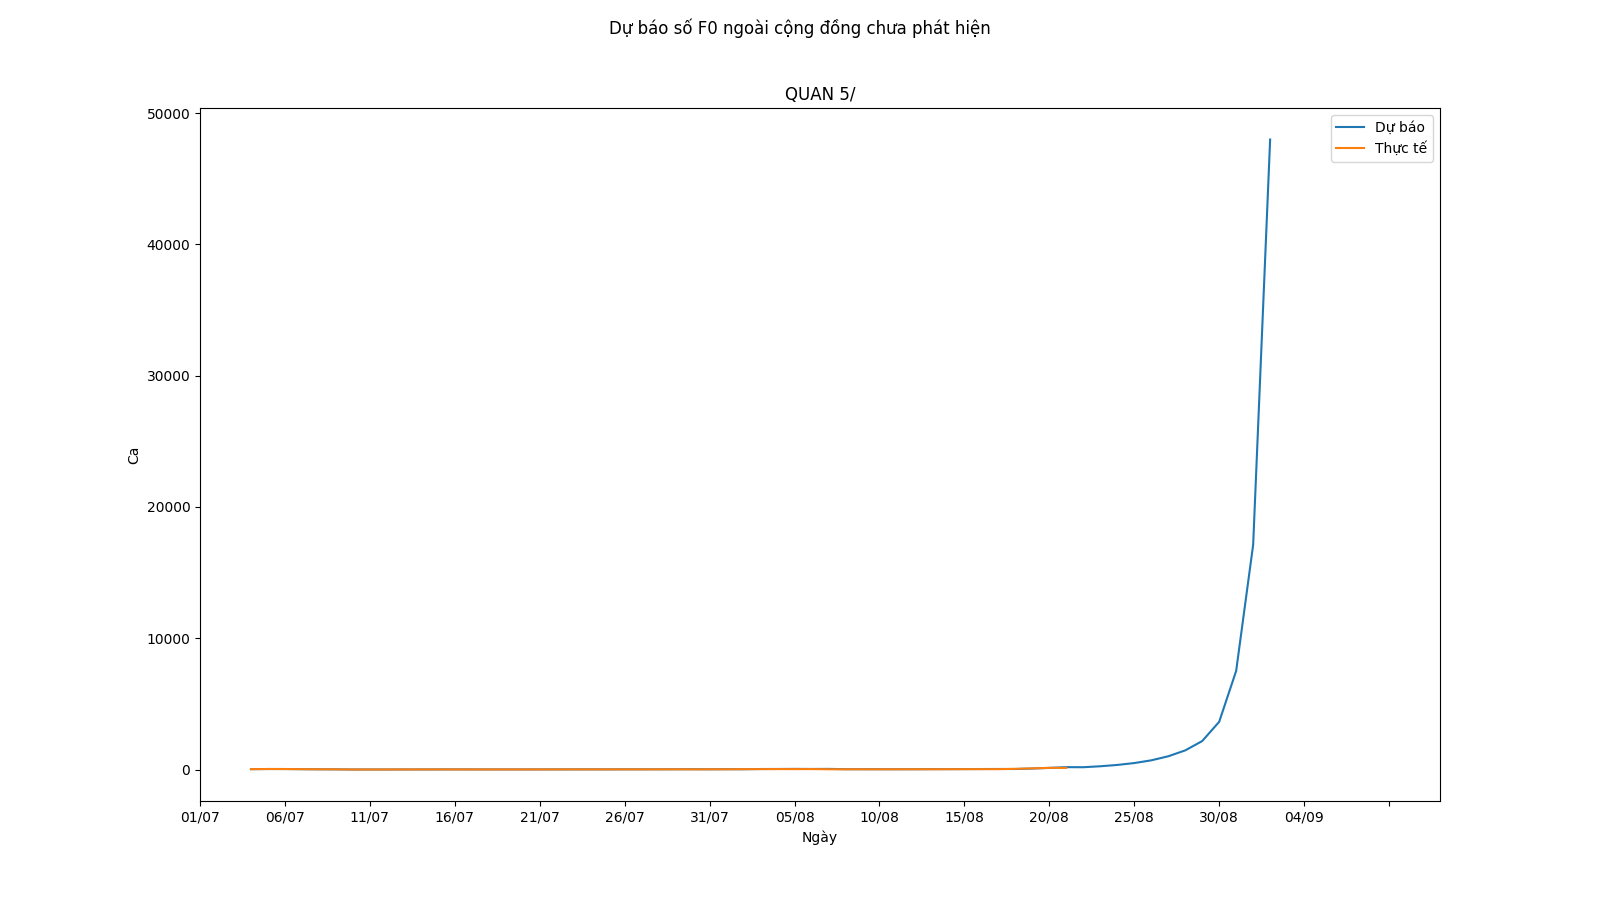 Dự báo số F0 ngoài cộng đồng chưa phát hiện
QUAN 5/
Dự báo
Thực tế
50000
40000
30000
20000
10000
0
Ca
01/07 06/07 11/07 16/07 21/07 26/07 31/07 05/08 10/08 15/08 20/08 25/08 30/08 04/09
Ngày